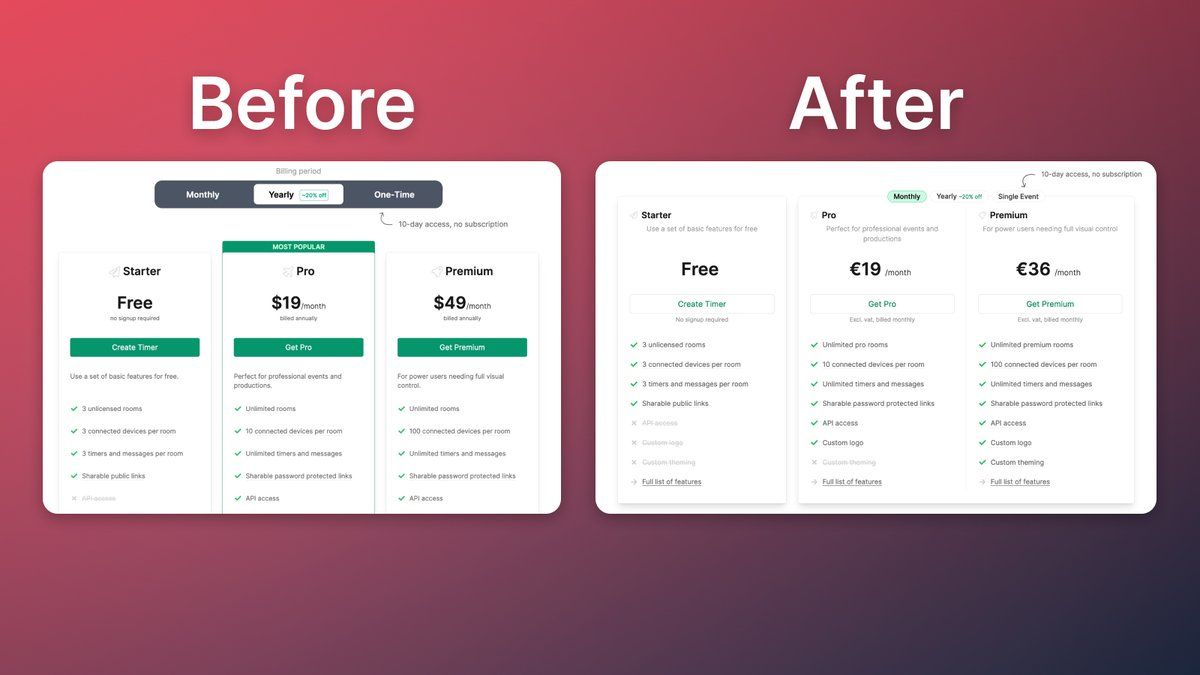 Before
Billing period
Monthly
Yearly ~20% off
One-Time
10-day access, no subscription
MOST POPULAR
Starter
Free
no signup required
Create Timer
Use a set of basic features for free.
3 unlicensed rooms
3 connected devices per room
3 timers and messages per room
Sharable public links
API access
Pro
$19/month
billed annually
Get Pro
Perfect for professional events and
productions.
Unlimited rooms
10 connected devices per room
Unlimited timers and messages
Sharable password protected links
API access
Premium
$49/month
billed annually
Get Premium
For power users needing full visual
control.
Unlimited rooms
100 connected devices per room
Unlimited timers and messages
Sharable password protected links
API access
After
10-day access, no subscription
Monthly
Yearly ~20% off
Single Event
Starter
Use a set of basic features for free
Free
Create Timer
No signup required
3 unlicensed rooms
3 connected devices per room
3 timers and messages per room
Sharable public links
API access
Custom logo
Custom theming
Full list of features
Pro
Perfect for professional events and
productions
€19 /month
Get Pro
Excl. vat, billed monthly
Unlimited pro rooms
10 connected devices per room
Unlimited timers and messages
Sharable password protected links
API access
Custom logo
Custom theming
Full list of features
Premium
For power users needing full visual control
€36 /month
Get Premium
Excl. vat, billed monthly
Unlimited premium rooms
100 connected devices per room
Unlimited timers and messages
Sharable password protected links
API access
Custom logo
Custom theming
Full list of features